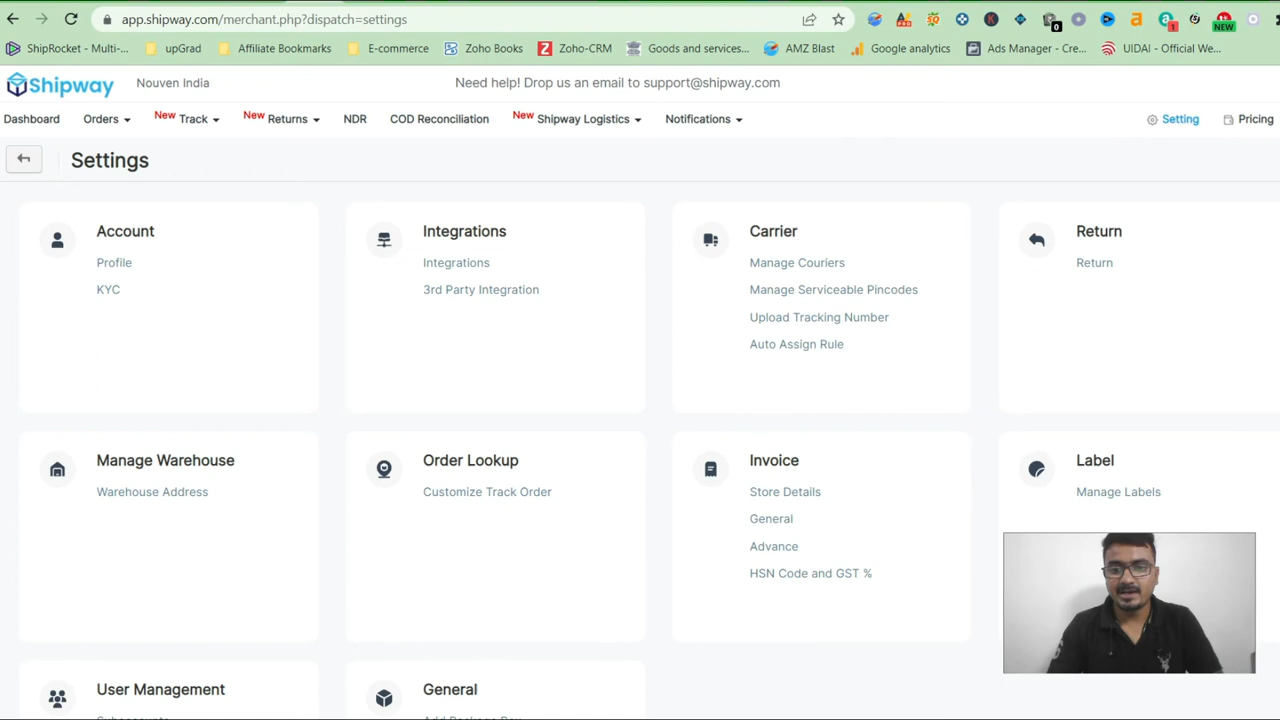 app.shipway.com/merchant.php?dispatch=settings
0
1
NEW
ShipRocket - Multi-...
upGrad
Affiliate Bookmarks
E-commerce
Zoho Books
Zoho-CRM
Goods and services...
AMZ Blast
Google analytics
Ads Manager - Cre...
UIDAI - Official We...
Shipway
Nouven India
Need help! Drop us an email to support@shipway.com
Dashboard
Orders
New Track
New Returns
NDR
COD Reconciliation
New Shipway Logistics
Notifications
Setting
Pricing
Settings
Account
Profile
KYC
Integrations
Integrations
3rd Party Integration
Carrier
Manage Couriers
Manage Serviceable Pincodes
Upload Tracking Number
Auto Assign Rule
Return
Return
Manage Warehouse
Warehouse Address
Order Lookup
Customize Track Order
Invoice
Store Details
General
Advance
HSN Code and GST %
Label
Manage Labels
User Management
General